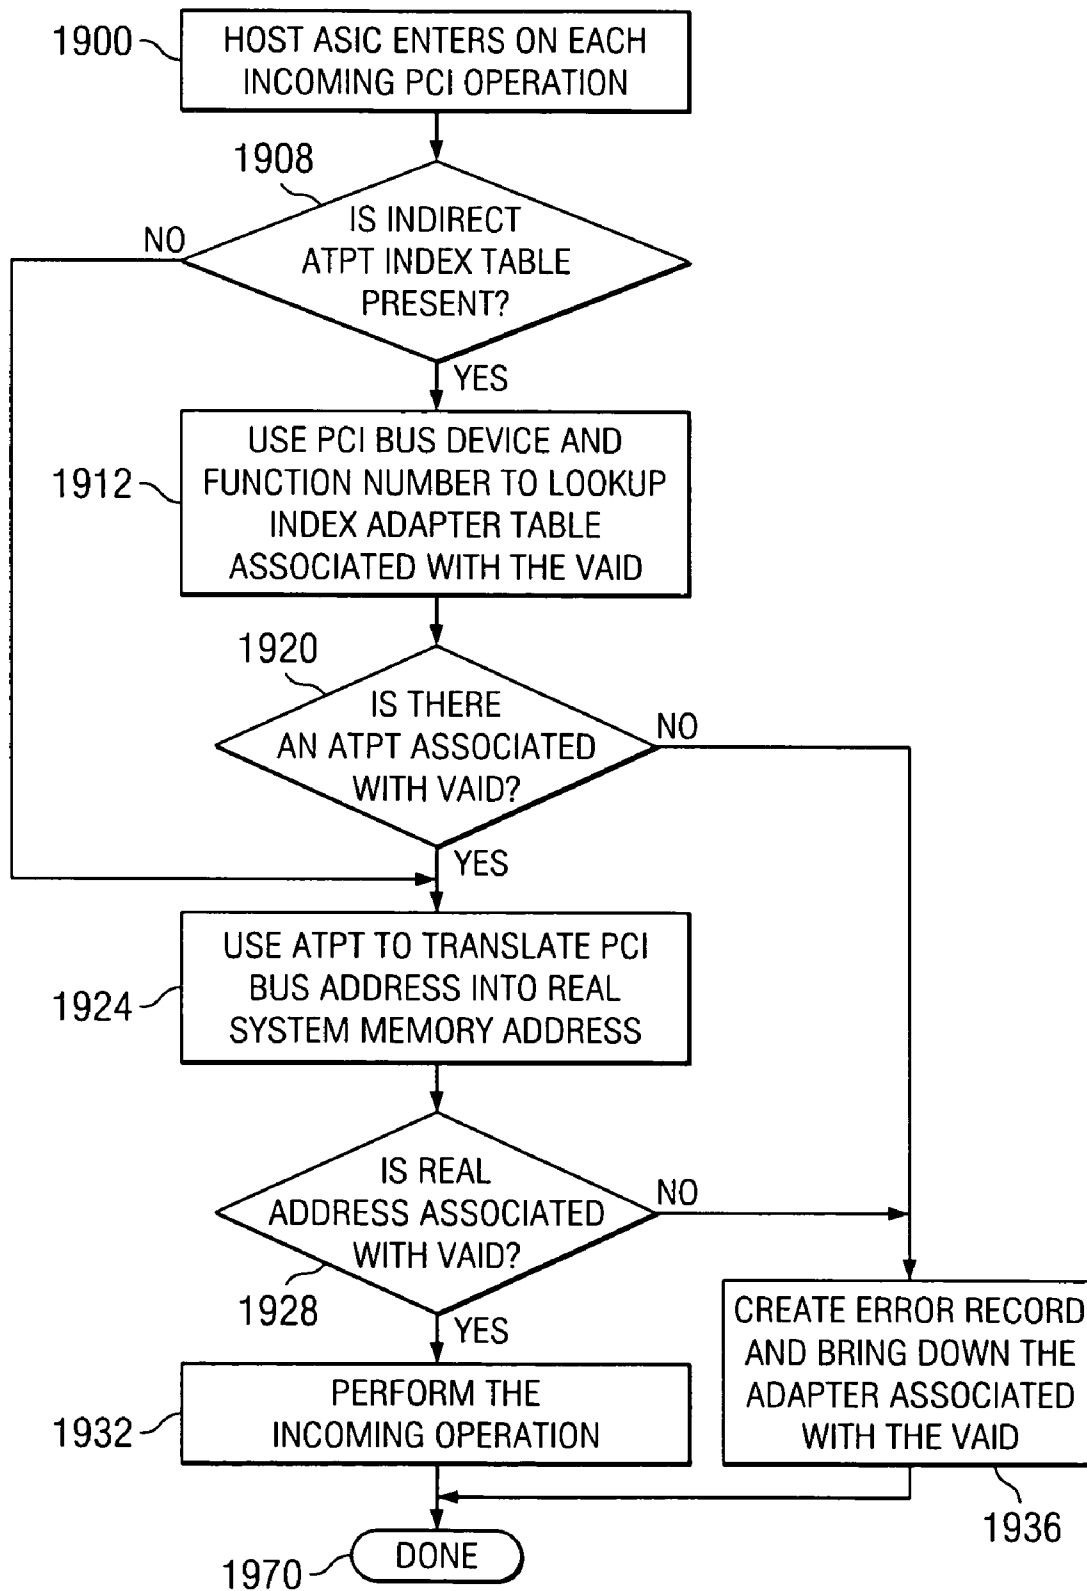 1900
HOST ASIC ENTERS ON EACH
INCOMING PCI OPERATION
1908
NO
IS INDIRECT
ATPT INDEX TABLE
PRESENT?
YES
1912
USE PCI BUS DEVICE AND
FUNCTION NUMBER TO LOOKUP
INDEX ADAPTER TABLE
ASSOCIATED WITH THE VAID
1920
IS THERE
AN ATPT ASSOCIATED
WITH VAID?
NO
YES
1924
USE ATPT TO TRANSLATE PCI
BUS ADDRESS INTO REAL
SYSTEM MEMORY ADDRESS
IS REAL
ADDRESS ASSOCIATED
WITH VAID?
NO
1928
YES
CREATE ERROR RECORD
AND BRING DOWN THE
ADAPTER ASSOCIATED
WITH THE VAID
1936
1932
PERFORM THE
INCOMING OPERATION
1970
DONE